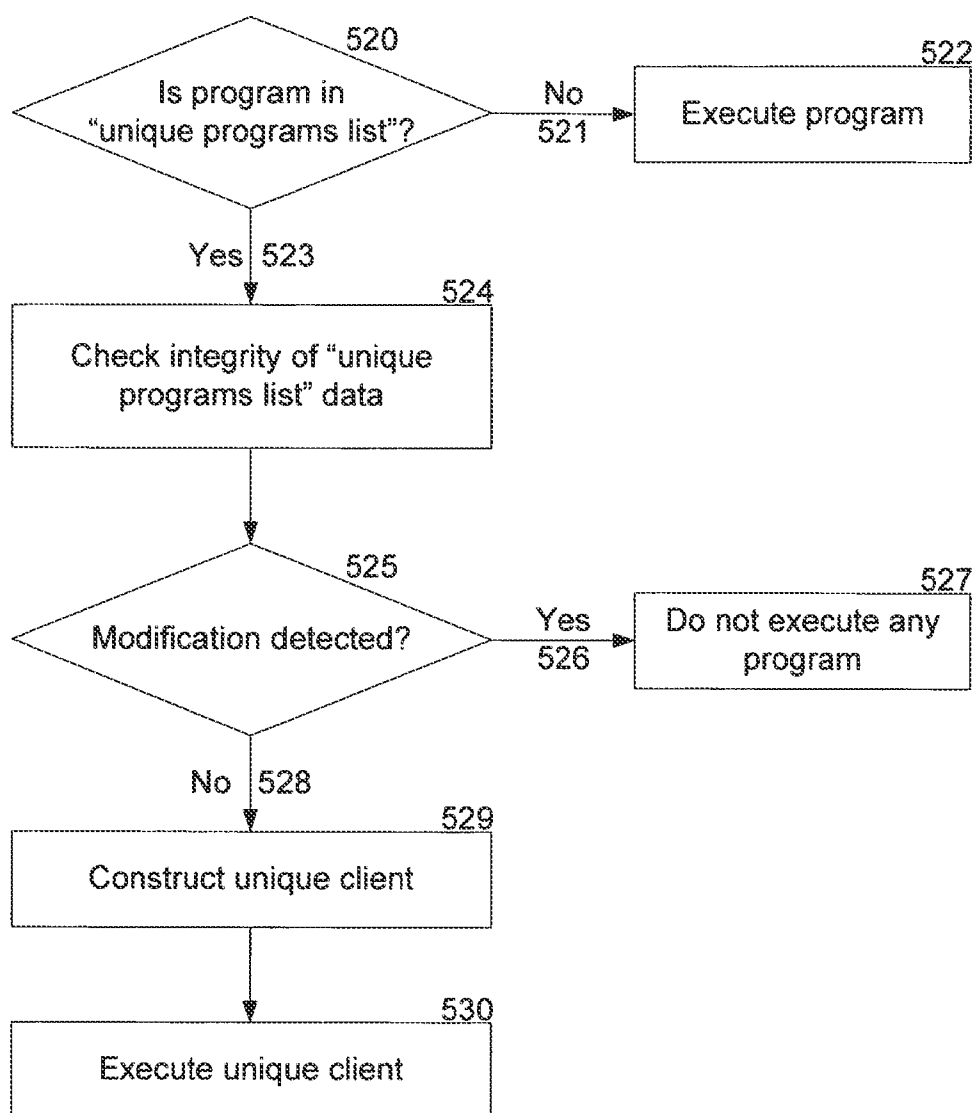 520
Is program in
“unique programs list”?
No
521
522
Execute program
Yes 523
524
Check integrity of “unique
programs list” data
525
Modification detected?
Yes
526
527
Do not execute any
program
No 528
529
Construct unique client
530
Execute unique client